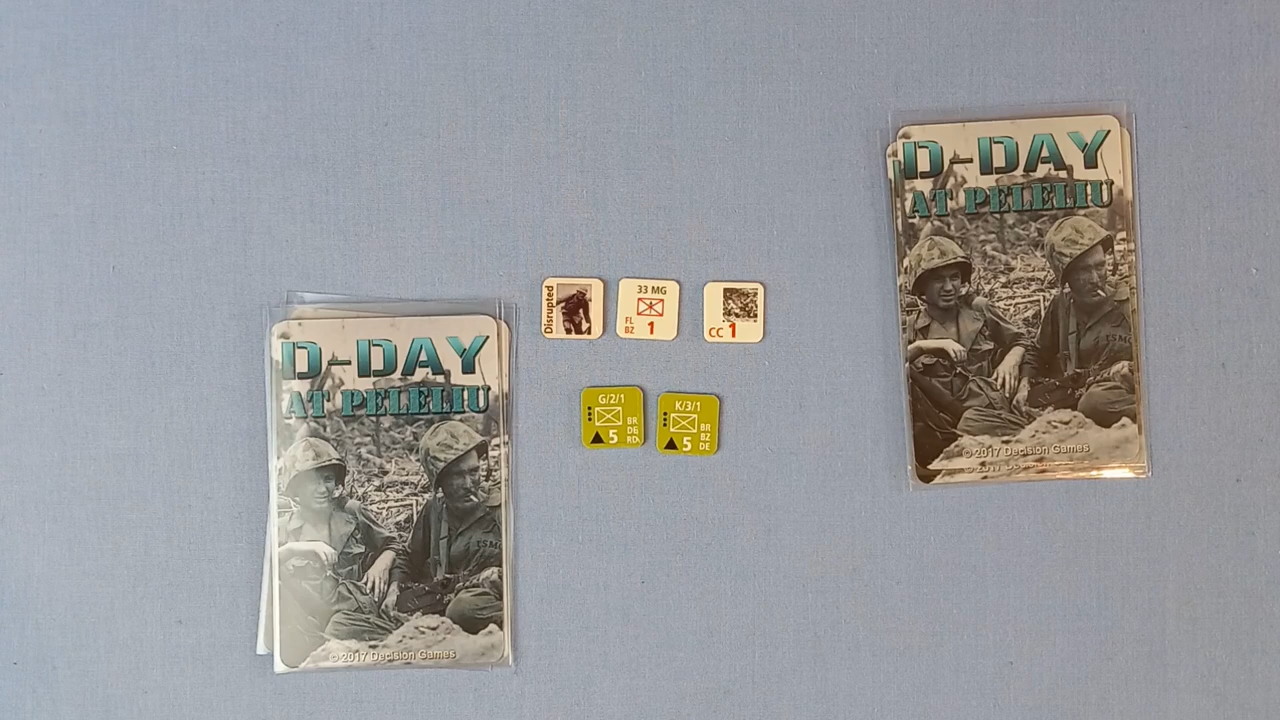 D-DAY
AT PELELIU
© 2017 Decision Games
Disrupted
33 MG
FL
BZ
1
CC 1
G/2/1
BR
DE
RD
5
K/3/1
BR
BZ
DE
5
D-DAY
AT PELELIU
© 2017 Decision Games